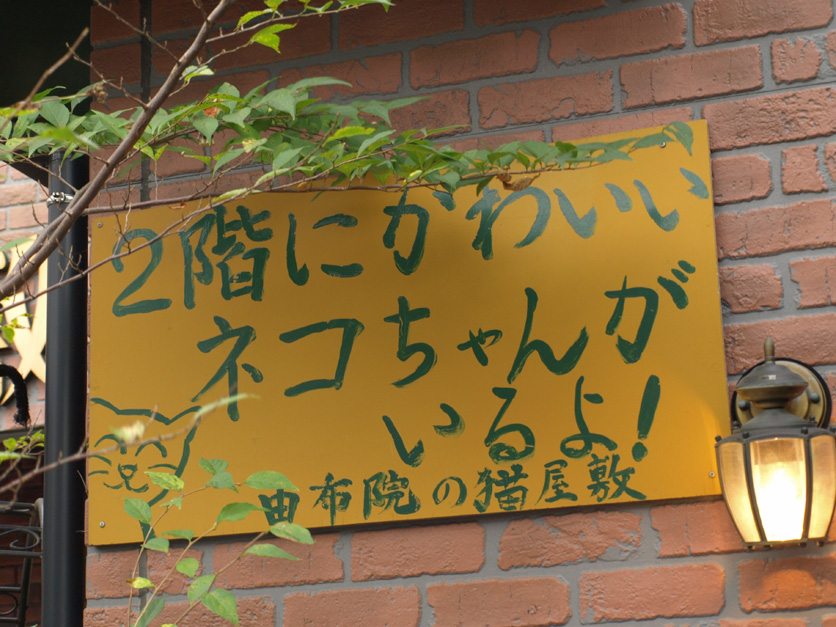 2階にかわいい
ネコちゃんが
いるよ!
由布院の猫屋敷